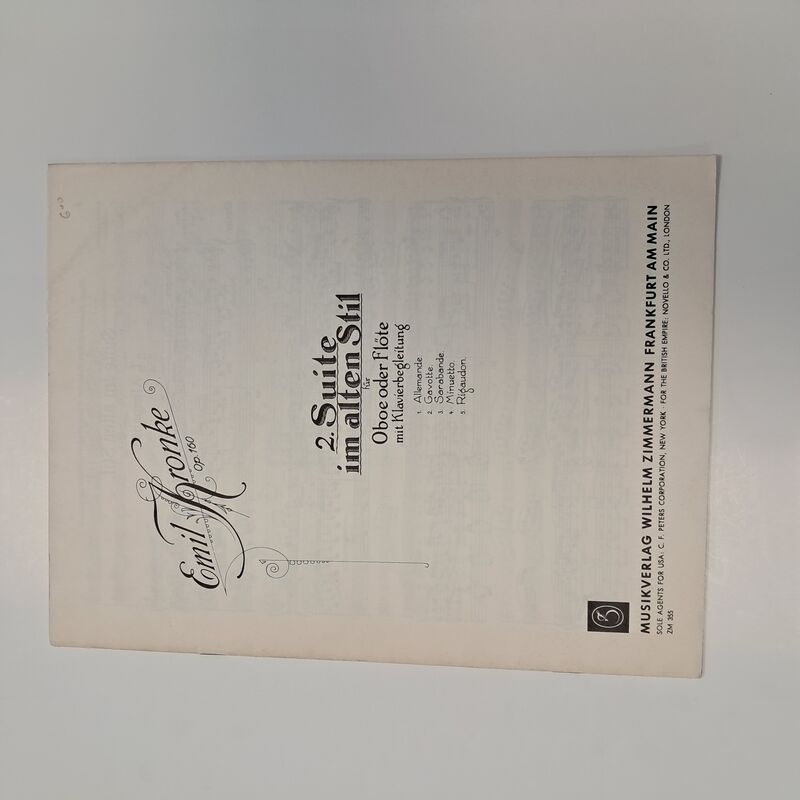 600
Emil Kronke
op. 160
2. Suite
im alten Stil
für
Oboe oder Flöte
mit Klavierbegleitung
1. Allemande.
2. Gavotte.
3. Sarabande.
4. Minuetto.
5. Rigaudon.
MUSIKVERLAG WILHELM ZIMMERMANN FRANKFURT AM MAIN
SOLE AGENTS FOR USA: C. F. PETERS CORPORATION, NEW YORK · FOR THE BRITISH EMPIRE: NOVELLO & CO. LTD., LONDON
ZM 355